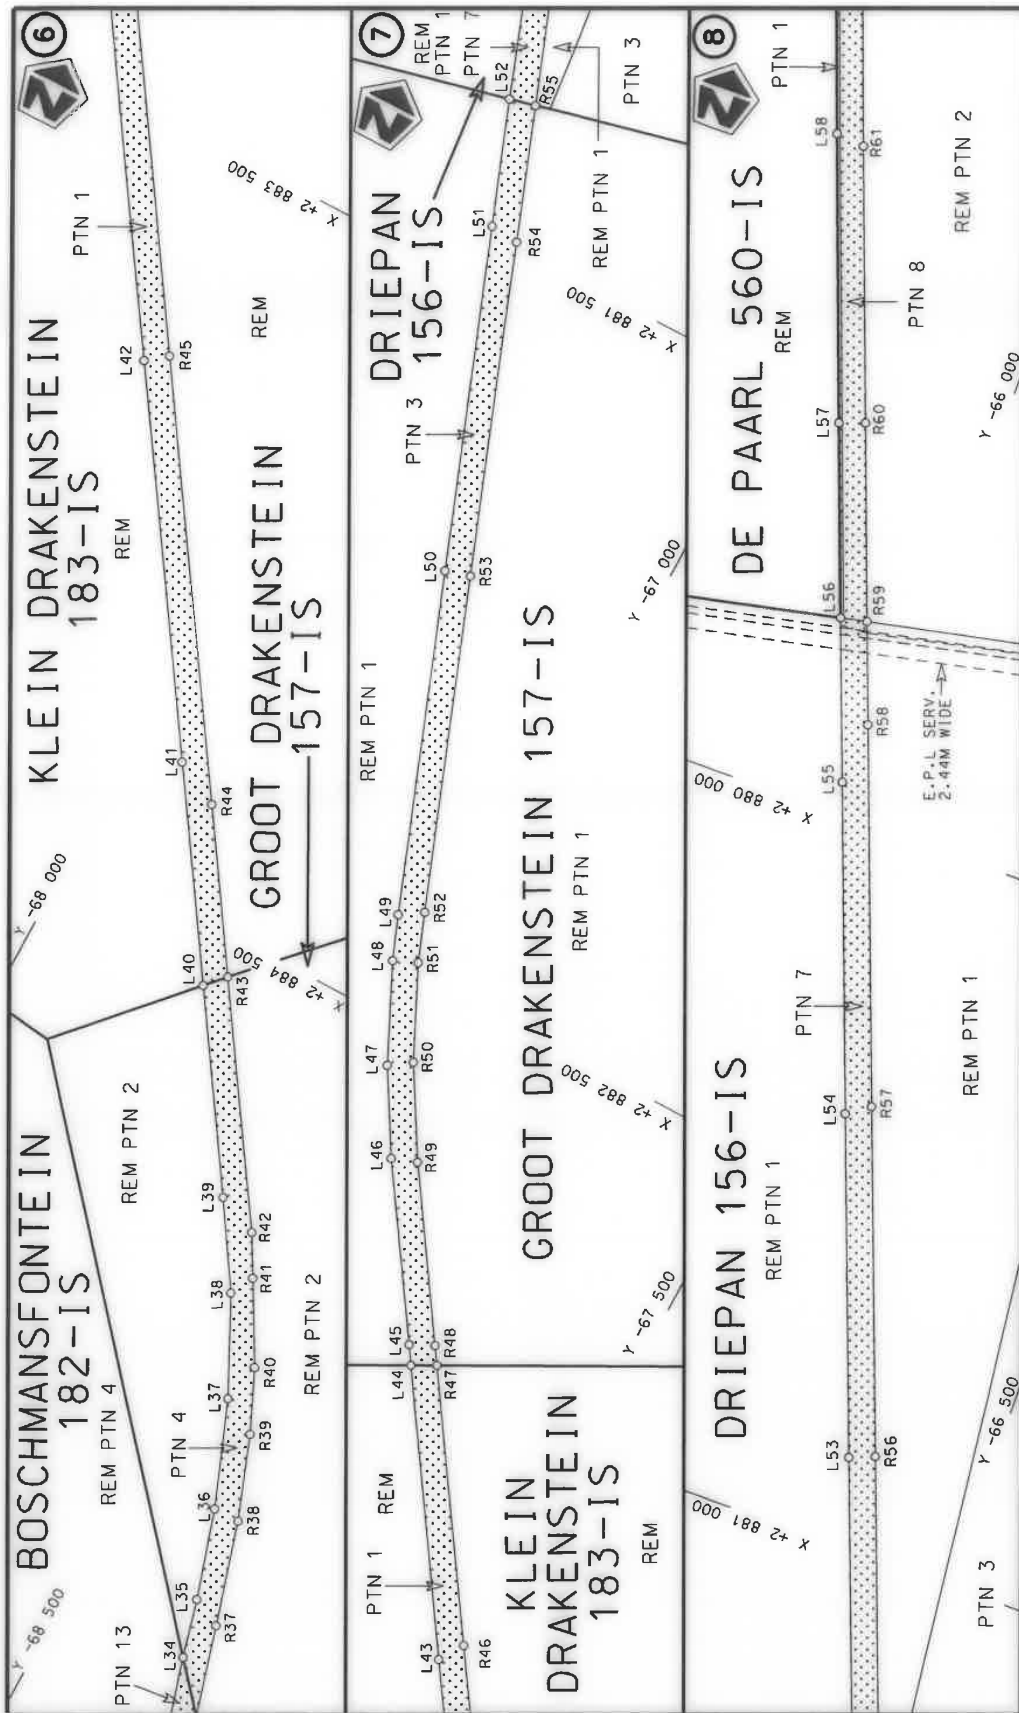 6
BOSCHMANSFONTEIN
182-IS
KLEIN DRAKENSTEIN
183-IS
REM
GROOT DRAKENSTEIN
157-IS
REM
Y -68 500
Y -68 000
X +2 884 500
X +2 883 500
PTN 13
REM PTN 4
PTN 4
REM PTN 2
REM PTN 2
PTN 1
L34
L35
L36
L37
L38
L39
L40
L41
L42
R37
R38
R39
R40
R41
R42
R43
R44
R45
7
KLEIN
DRAKENSTEIN
183-IS
REM
REM
PTN 1
GROOT DRAKENSTEIN 157-IS
REM PTN 1
REM PTN 1
PTN 3
DRIEPAN
156-IS
REM
PTN 1
PTN 7
PTN 3
REM PTN 1
Y -67 500
Y -67 000
X +2 882 500
X +2 881 500
L43
L44
L45
L46
L47
L48
L49
L50
L51
L52
R46
R47
R48
R49
R50
R51
R52
R53
R54
R55
8
DRIEPAN 156-IS
REM PTN 1
PTN 7
REM PTN 1
PTN 3
DE PAARL 560-IS
REM
PTN 1
PTN 8
REM PTN 2
E.P.L SERV.
2.44M WIDE
X +2 881 000
X +2 880 000
Y -66 500
Y -66 000
L53
L54
L55
L56
L57
L58
R56
R57
R58
R59
R60
R61